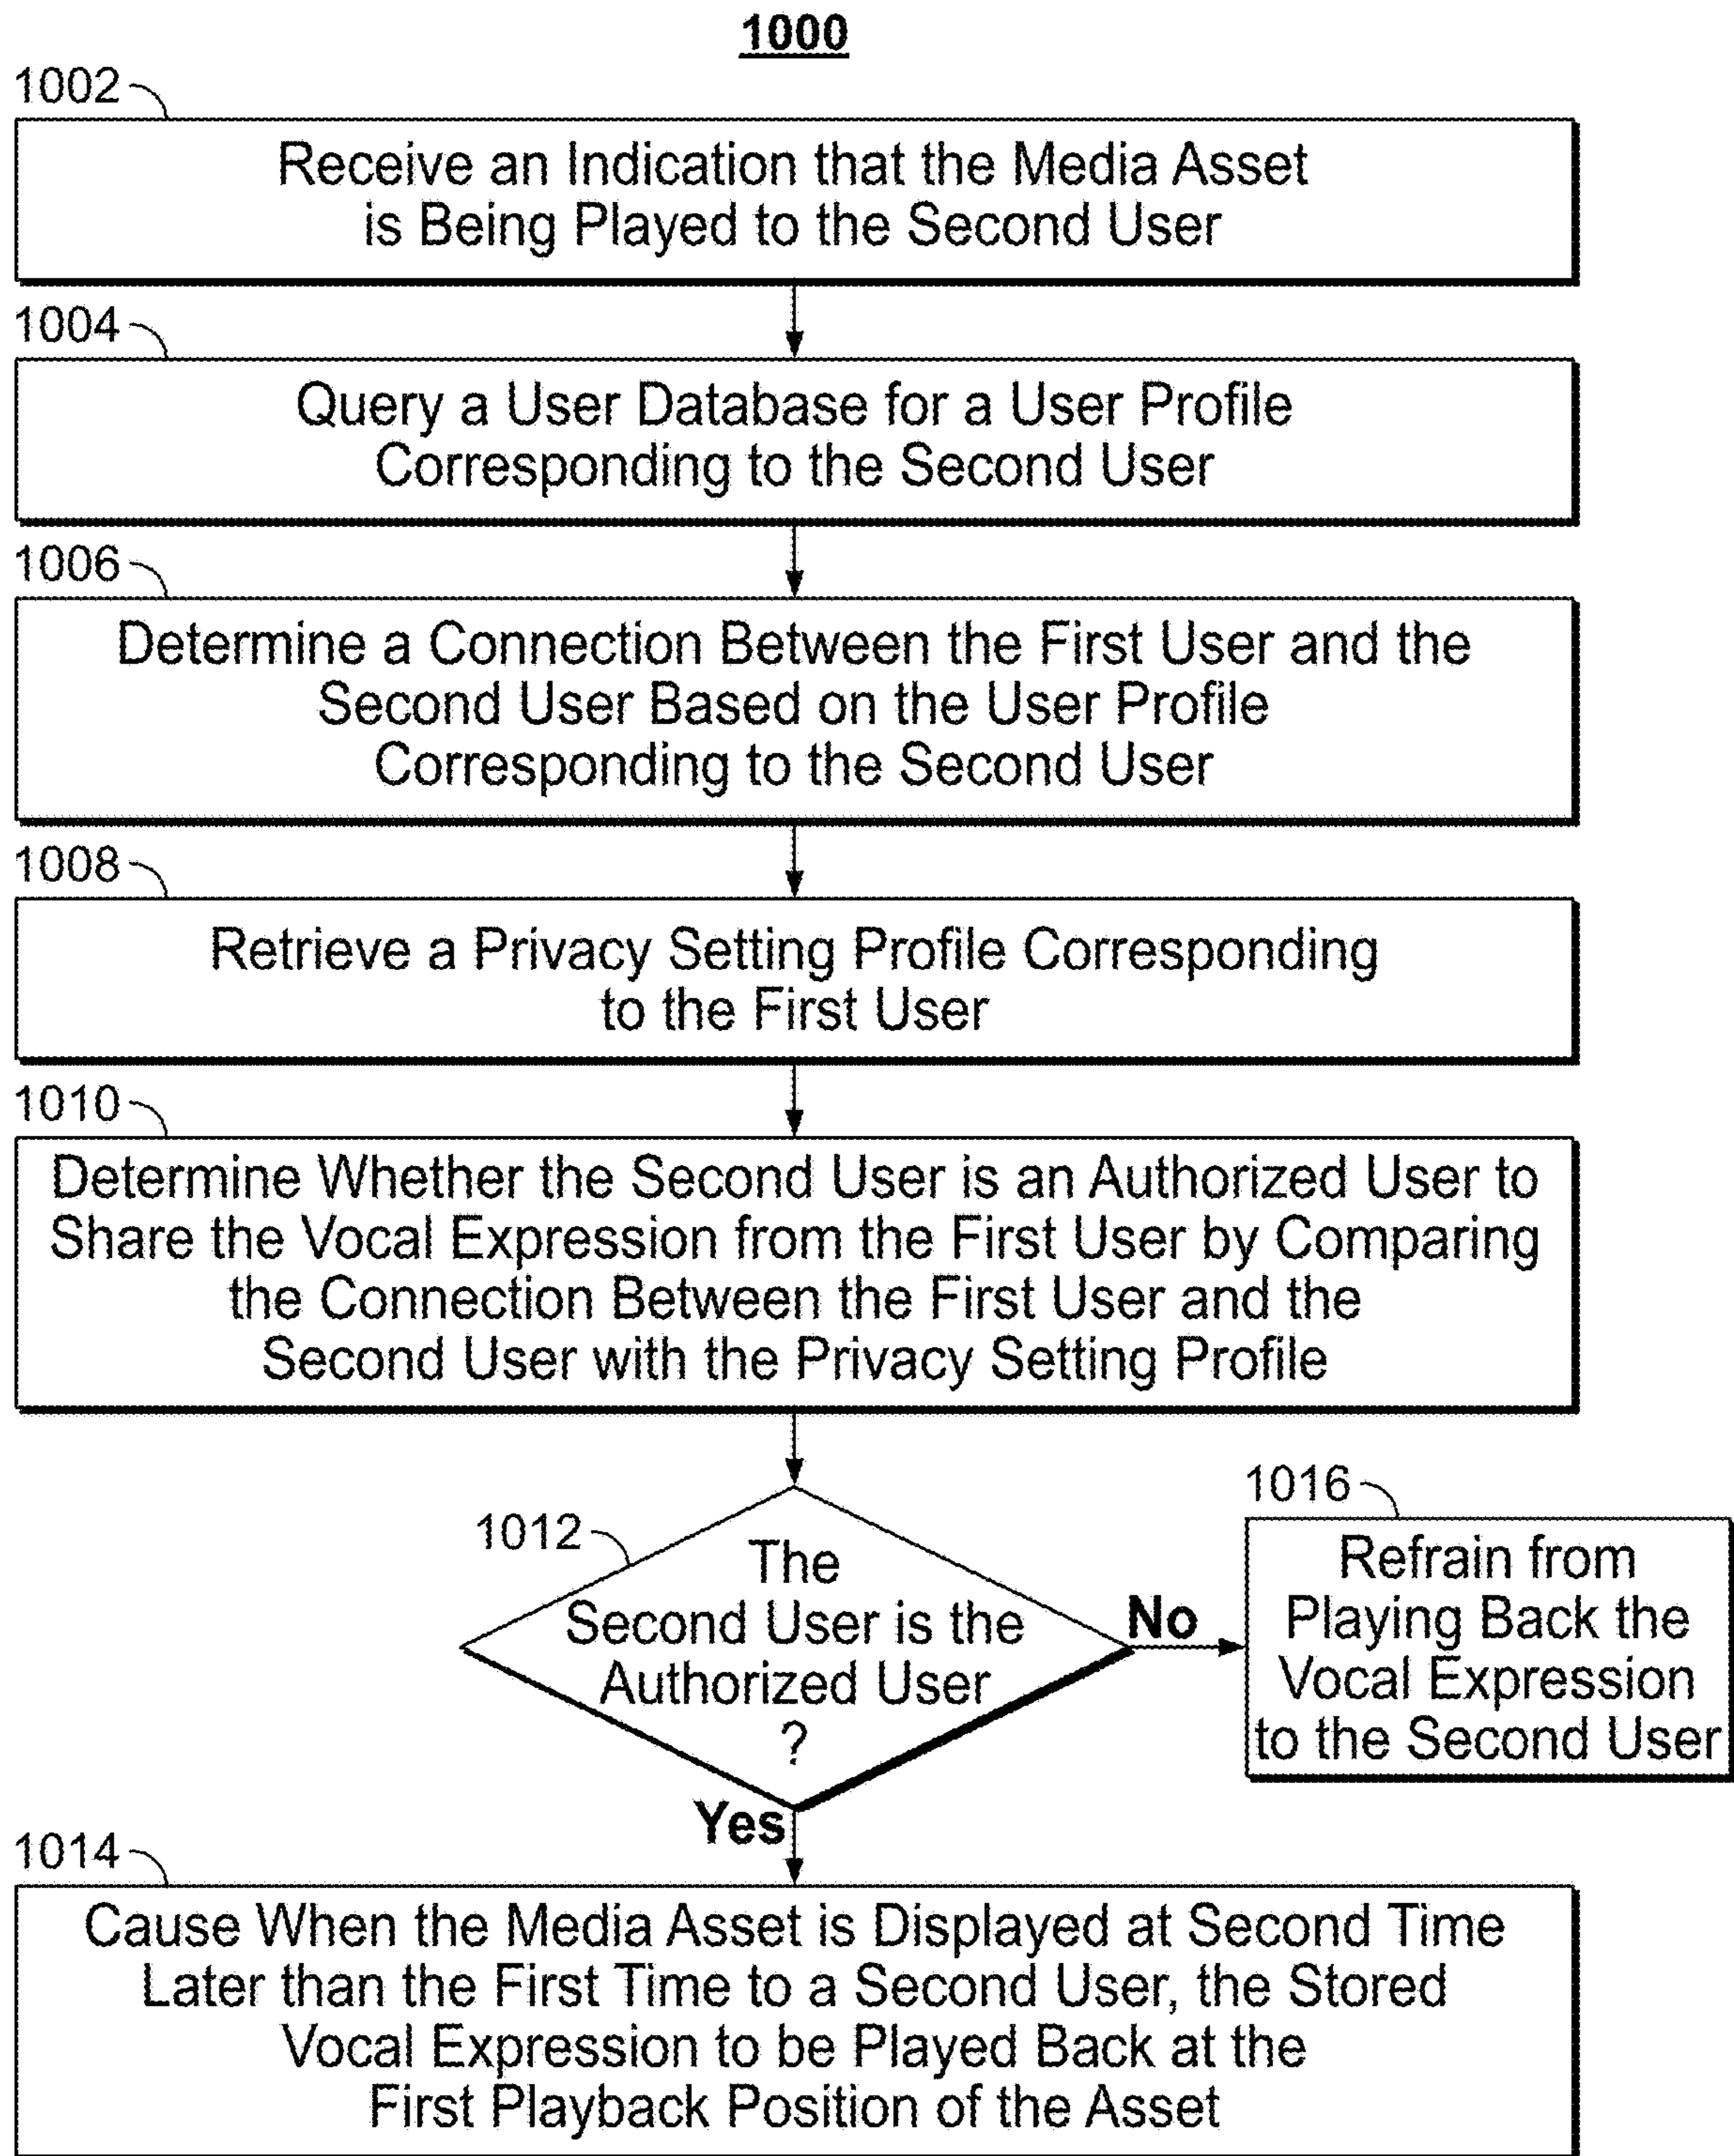 1000
1002
Receive an Indication that the Media Asset
is Being Played to the Second User
1004
Query a User Database for a User Profile
Corresponding to the Second User
1006
Determine a Connection Between the First User and the
Second User Based on the User Profile
Corresponding to the Second User
1008
Retrieve a Privacy Setting Profile Corresponding
to the First User
1010
Determine Whether the Second User is an Authorized User to
Share the Vocal Expression from the First User by Comparing
the Connection Between the First User and the
Second User with the Privacy Setting Profile
1012
The
Second User is the
Authorized User
?
No
1016
Refrain from
Playing Back the
Vocal Expression
to the Second User
Yes
1014
Cause When the Media Asset is Displayed at Second Time
Later than the First Time to a Second User, the Stored
Vocal Expression to be Played Back at the
First Playback Position of the Asset